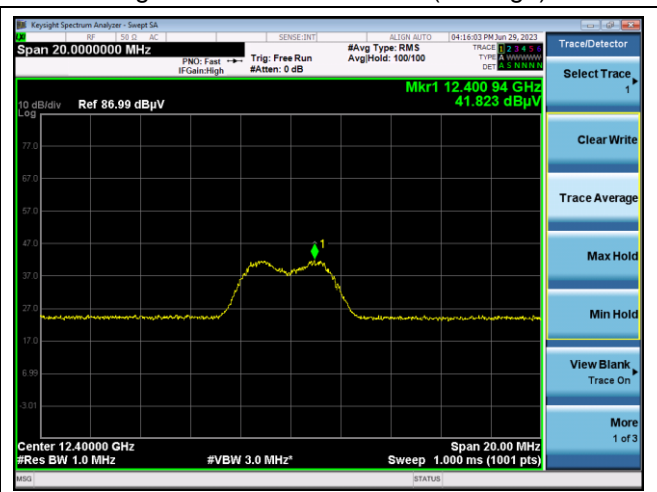 Keysight Spectrum Analyzer - Swept SA
RF 50 Ω AC SENSE:INT ALIGN AUTO 04:16:03 PM Jun 29, 2023
Span 20.0000000 MHz
PNO: Fast
IFGain:High
Trig: Free Run
#Atten: 0 dB
#Avg Type: RMS
Avg|Hold: 100/100
TRACE 1 2 3 4 5 6
TYPE A WWWWW
DET A S N N N N
Trace/Detector
Select Trace
1
Mkr1 12.400 94 GHz
41.823 dBµV
10 dB/div Ref 86.99 dBµV
Log
77.0
67.0
57.0
47.0
37.0
27.0
17.0
6.99
-3.01
1
Clear Write
Trace Average
Max Hold
Min Hold
View Blank
Trace On
More
1 of 3
Center 12.40000 GHz Span 20.00 MHz
#Res BW 1.0 MHz #VBW 3.0 MHz* Sweep 1.000 ms (1001 pts)
MSG STATUS